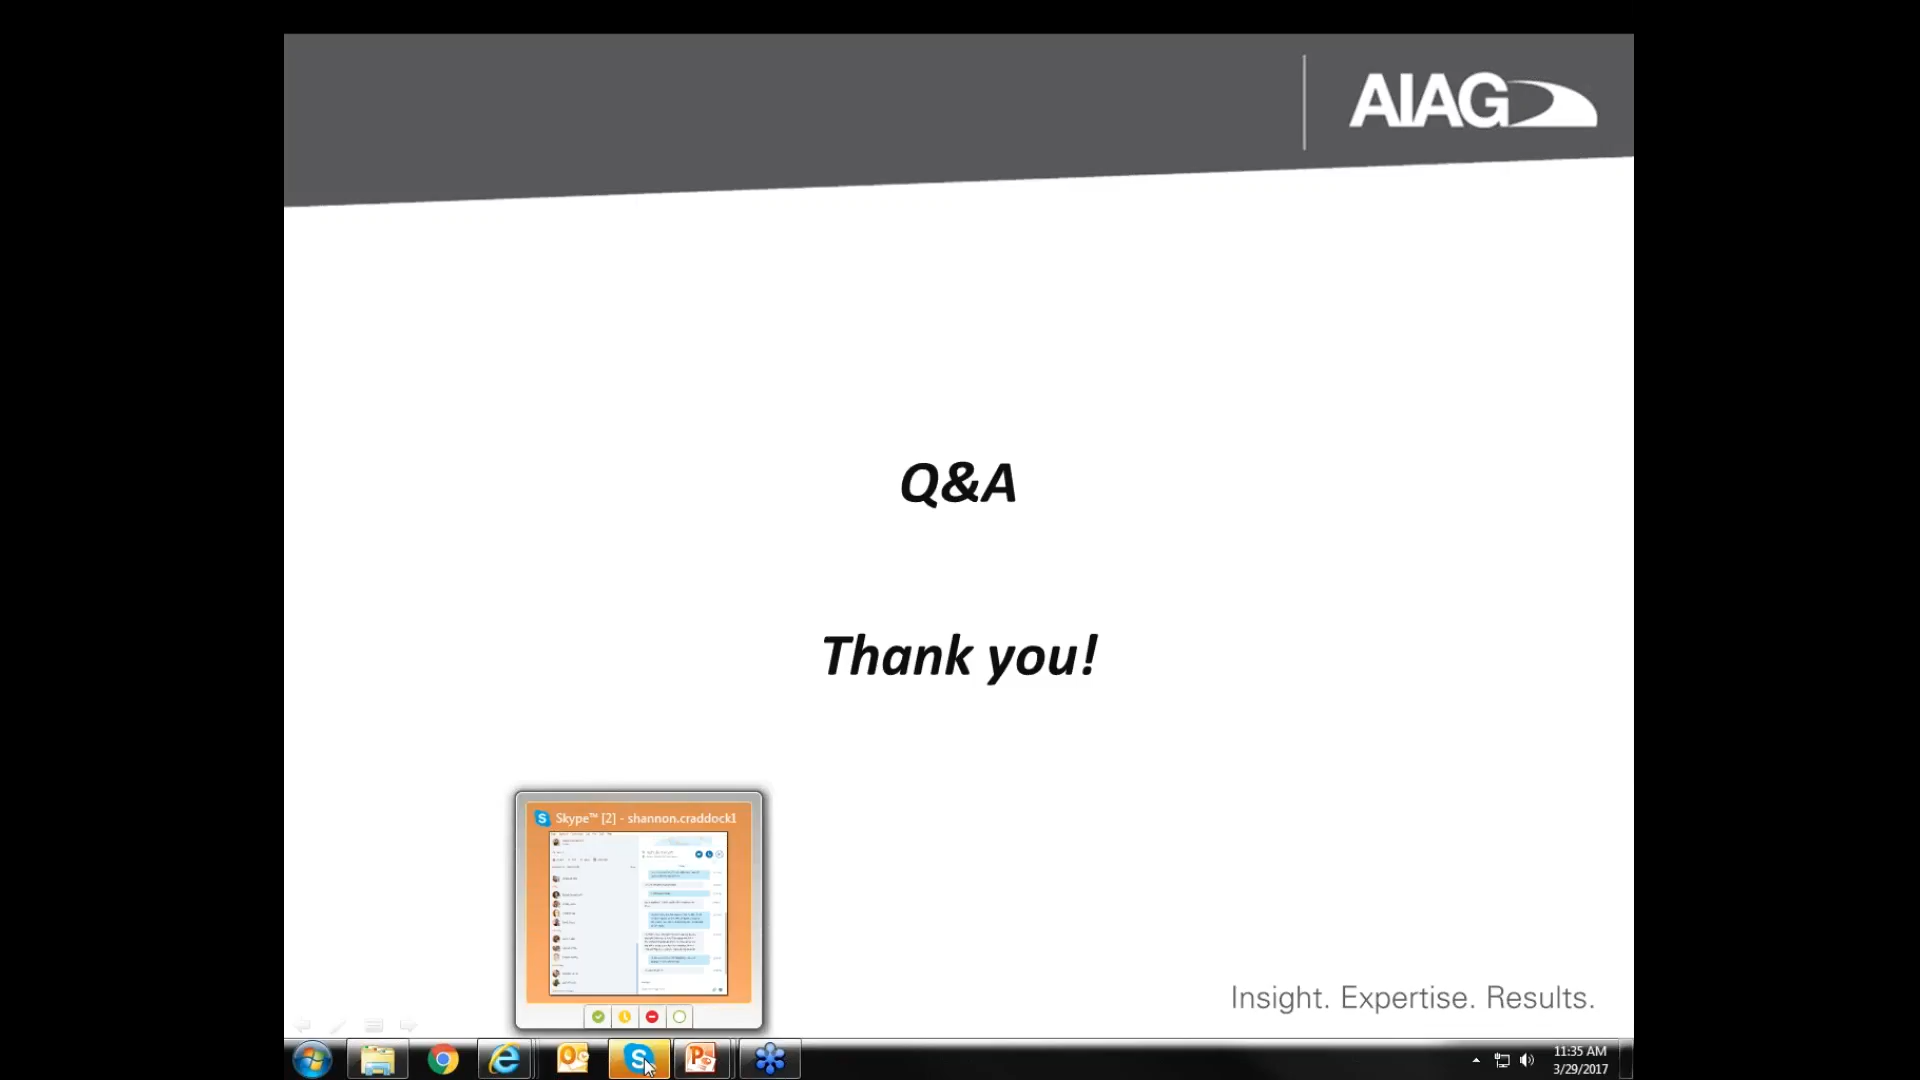 AIAG
Q&A
Thank you!
Skype™ [2] - shannon.craddock1
Insight. Expertise. Results.
11:35 AM
3/29/2017